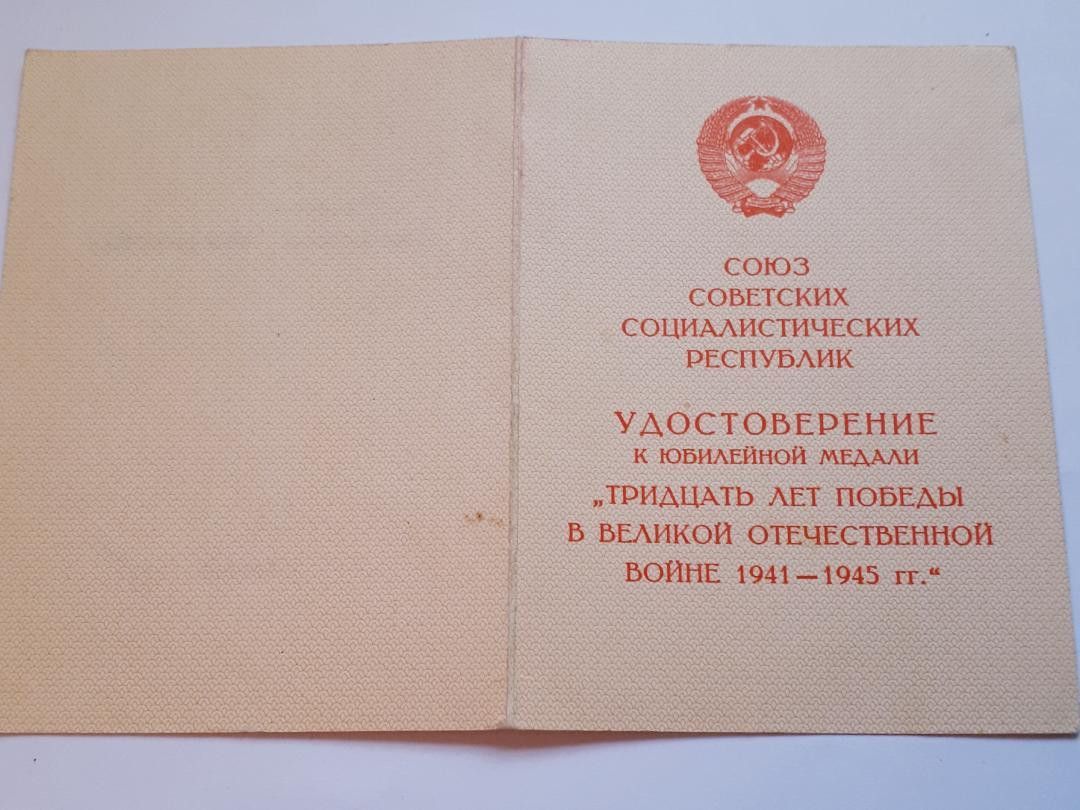 СОЮЗ
СОВЕТСКИХ
СОЦИАЛИСТИЧЕСКИХ
РЕСПУБЛИК
УДОСТОВЕРЕНИЕ
К ЮБИЛЕЙНОЙ МЕДАЛИ
„ТРИДЦАТЬ ЛЕТ ПОБЕДЫ
В ВЕЛИКОЙ ОТЕЧЕСТВЕННОЙ
ВОЙНЕ 1941—1945 гг.“